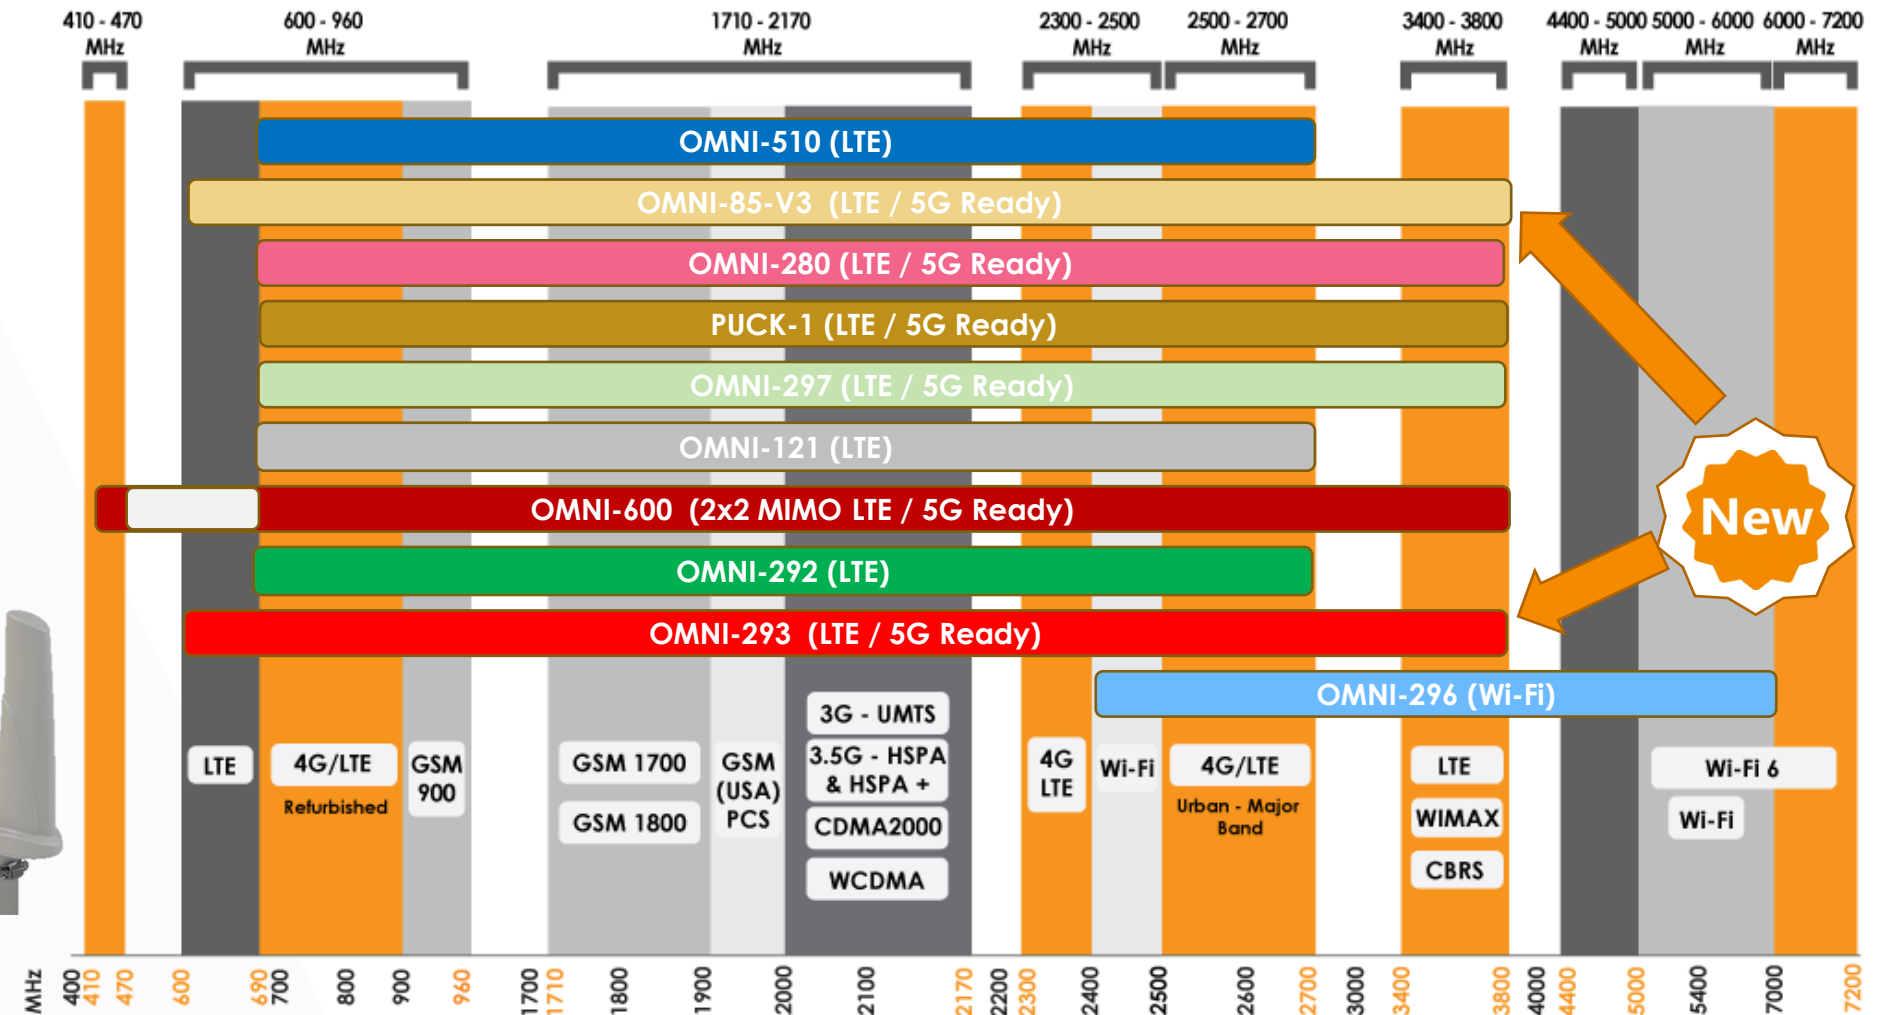 410 - 470
MHz
600 - 960
MHz
1710 - 2170
MHz
2300 - 2500
MHz
2500 - 2700
MHz
3400 - 3800
MHz
4400 - 5000
MHz
5000 - 6000
MHz
6000 - 7200
MHz
OMNI-510 (LTE)
OMNI-85-V3 (LTE / 5G Ready)
OMNI-280 (LTE / 5G Ready)
PUCK-1 (LTE / 5G Ready)
OMNI-297 (LTE / 5G Ready)
OMNI-121 (LTE)
OMNI-600 (2x2 MIMO LTE / 5G Ready)
New
OMNI-292 (LTE)
OMNI-293 (LTE / 5G Ready)
OMNI-296 (Wi-Fi)
LTE
4G/LTE
Refurbished
GSM
900
GSM 1700
GSM 1800
GSM
(USA)
PCS
3G - UMTS
3.5G - HSPA
& HSPA +
CDMA2000
WCDMA
4G
LTE
Wi-Fi
4G/LTE
Urban - Major
Band
LTE
WIMAX
CBRS
Wi-Fi 6
Wi-Fi
MHz
400
410
470
600
690
700
800
900
960
1700
1710
1800
1900
2000
2100
2170
2200
2300
2400
2500
2600
2700
3000
3400
3800
4000
4400
5000
5400
7000
7200